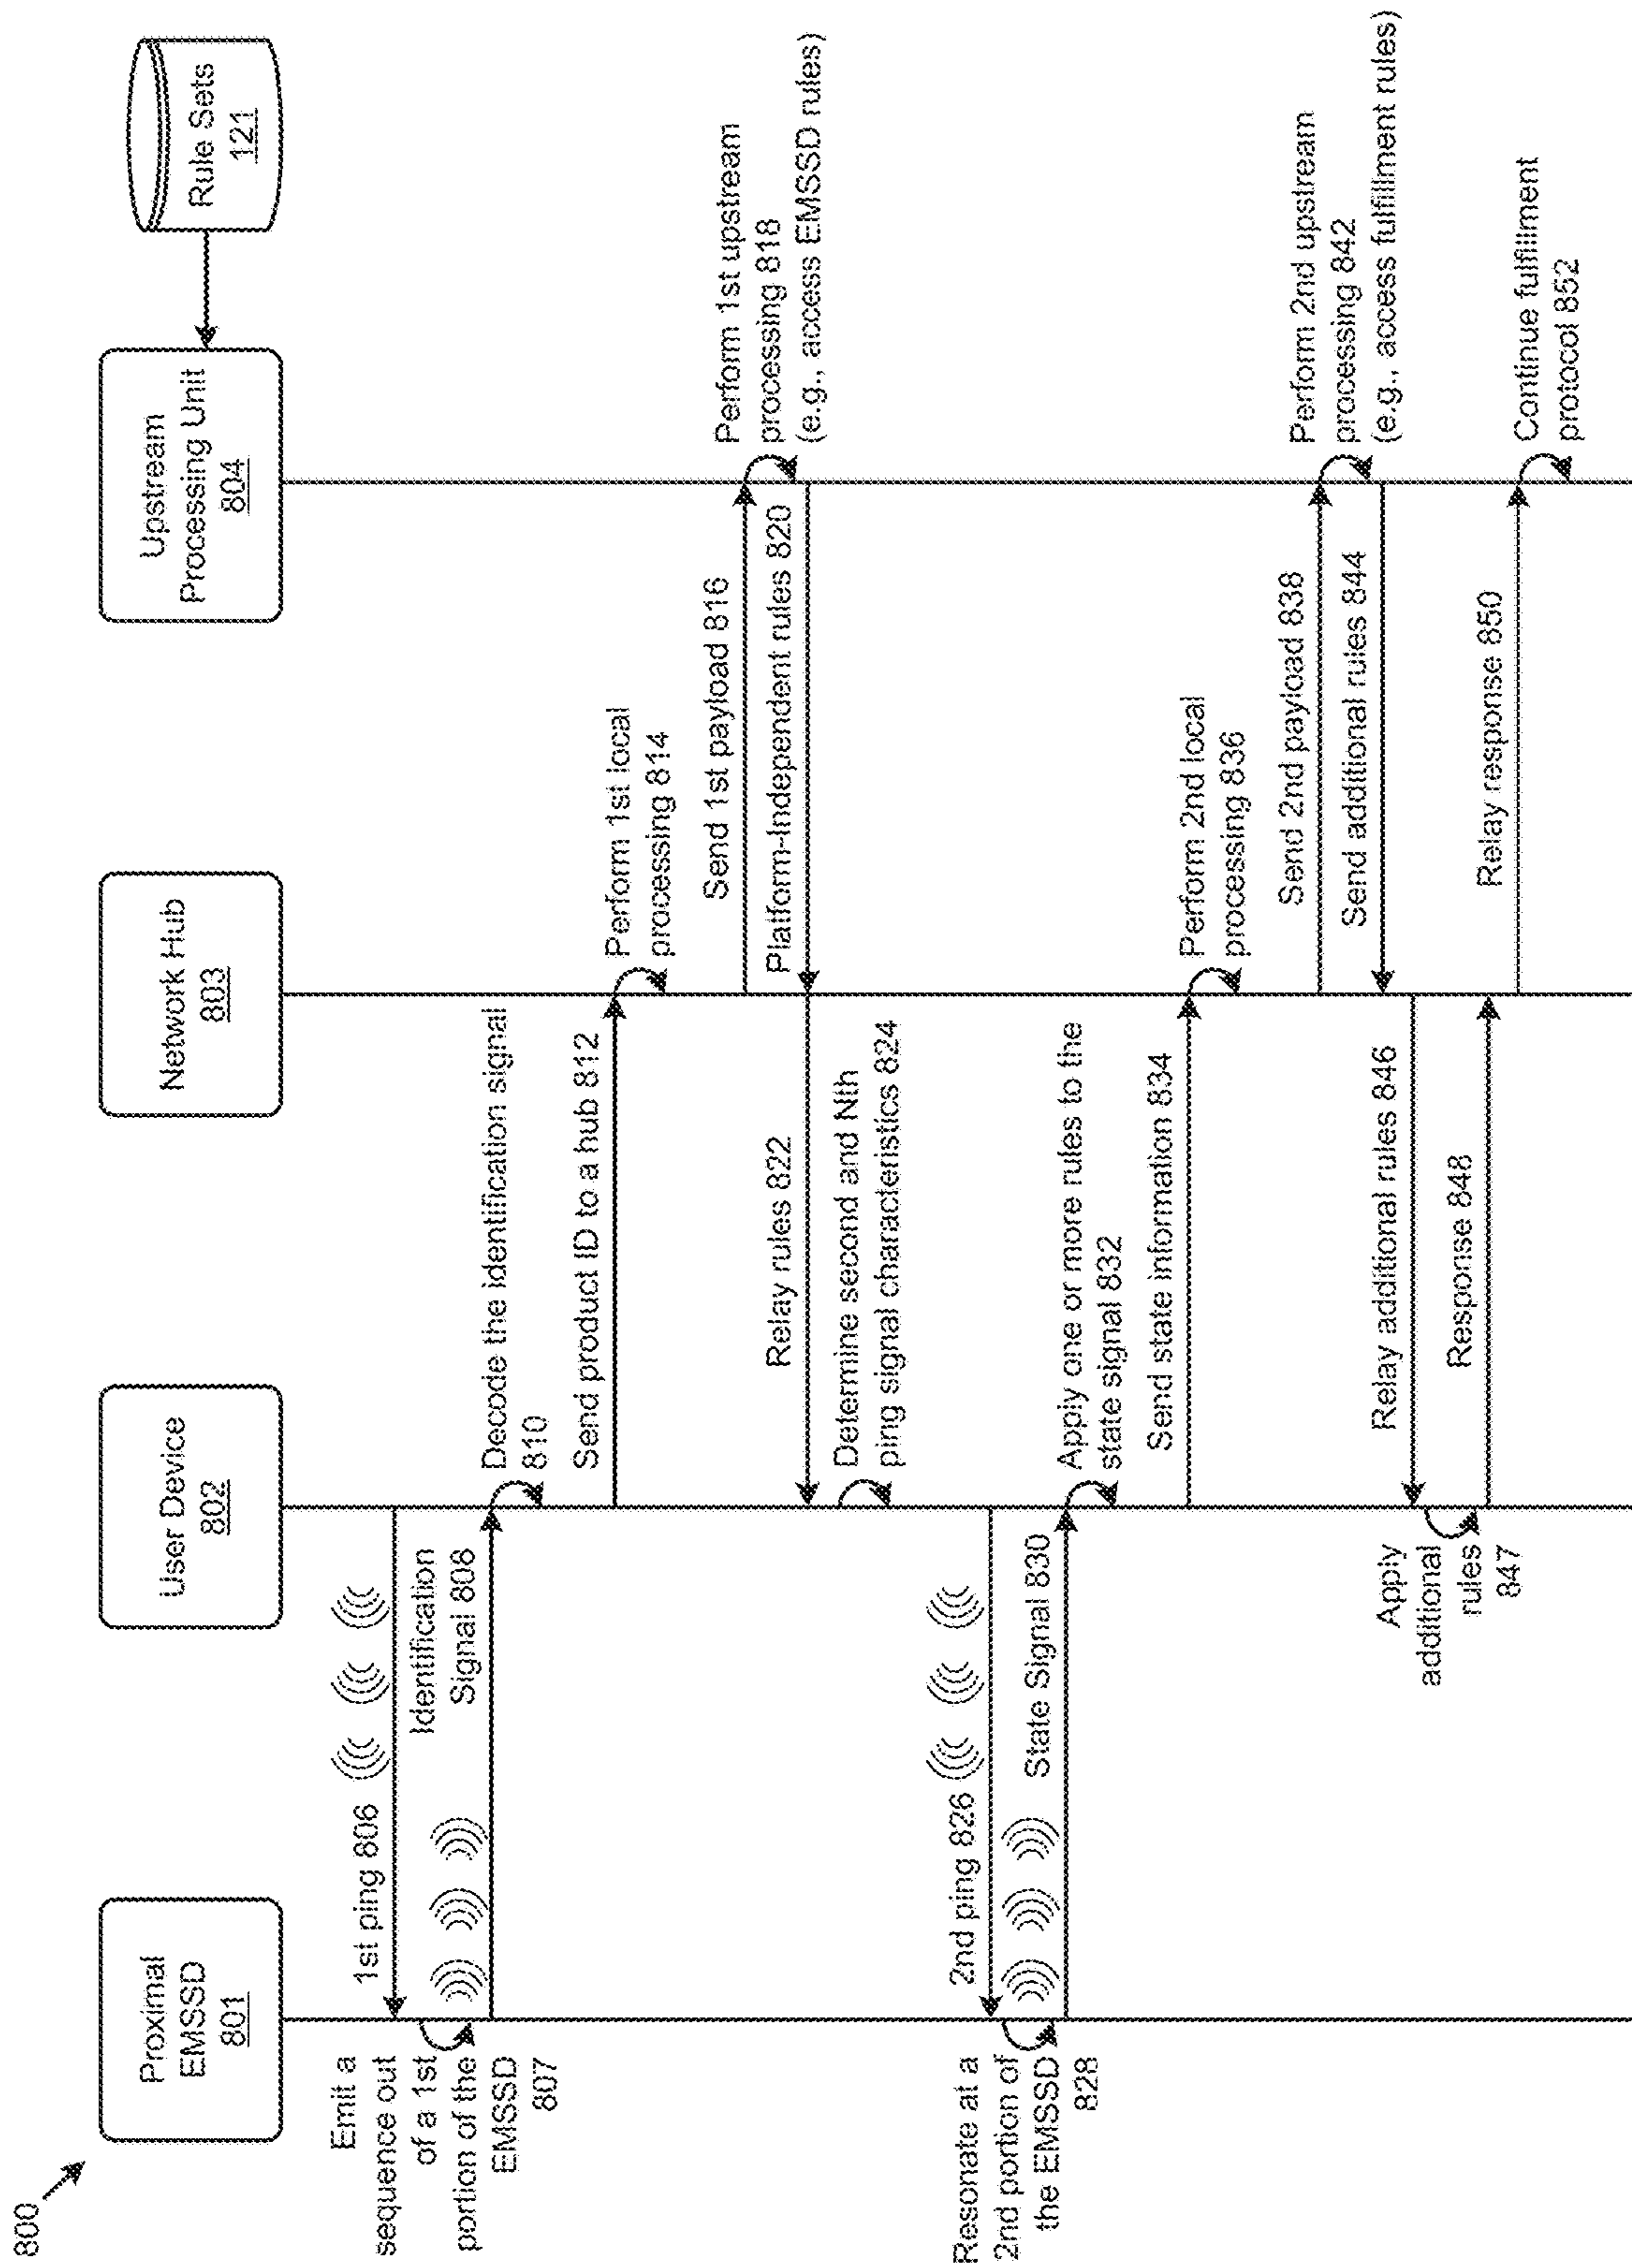 800
Proximal
EMSSD
801
User Device
802
Network Hub
803
Upstream
Processing Unit
804
Rule Sets
121
1st ping 806
Emit a
sequence out
of a 1st
portion of the
EMSSD
807
Identification
Signal 808
Decode the identification signal
810
Send product ID to a hub 812
Perform 1st local
processing 814
Send 1st payload 816
Perform 1st upstream
processing 818
(e.g., access EMSSD rules)
Platform-Independent rules 820
Relay rules 822
Determine second and Nth
ping signal characteristics 824
2nd ping 826
Resonate at a
2nd portion of
the EMSSD
828
State Signal 830
Apply one or more rules to the
state signal 832
Send state information 834
Perform 2nd local
processing 836
Send 2nd payload 838
Perform 2nd upstream
processing 842
(e.g., access fulfillment rules)
Send additional rules 844
Relay additional rules 846
Apply
additional
rules
847
Response 848
Relay response 850
Continue fulfillment
protocol 852